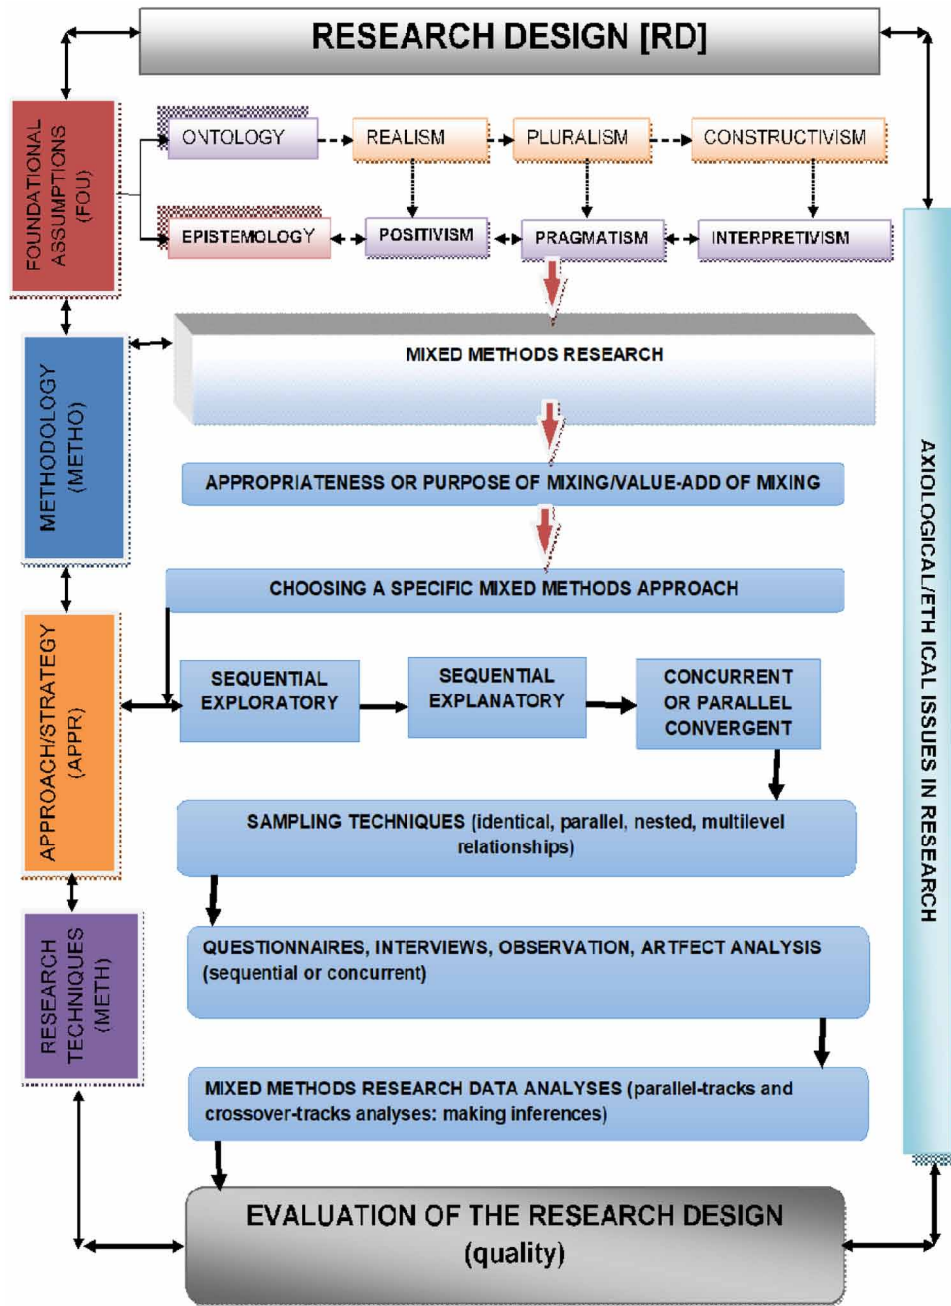 RESEARCH DESIGN [RD]
FOUNDATIONAL
ASSUMPTIONS
(FOU)
ONTOLOGY
REALISM
PLURALISM
CONSTRUCTIVISM
EPISTEMOLOGY
POSITIVISM
PRAGMATISM
INTERPRETIVISM
METHODOLOGY
(METHO)
MIXED METHODS RESEARCH
APPROPRIATENESS OR PURPOSE OF MIXING/VALUE-ADD OF MIXING
CHOOSING A SPECIFIC MIXED METHODS APPROACH
APPROACH/STRATEGY
(APPR)
SEQUENTIAL
EXPLORATORY
SEQUENTIAL
EXPLANATORY
CONCURRENT
OR PARALLEL
CONVERGENT
SAMPLING TECHNIQUES (identical, parallel, nested, multilevel
relationships)
RESEARCH
TECHNIQUES
(METH)
QUESTIONNAIRES, INTERVIEWS, OBSERVATION, ARTFECT ANALYSIS
(sequential or concurrent)
MIXED METHODS RESEARCH DATA ANALYSES (parallel-tracks and
crossover-tracks analyses: making inferences)
EVALUATION OF THE RESEARCH DESIGN
(quality)
AXIOLOGICAL/ETH ICAL ISSUES IN RESEARCH